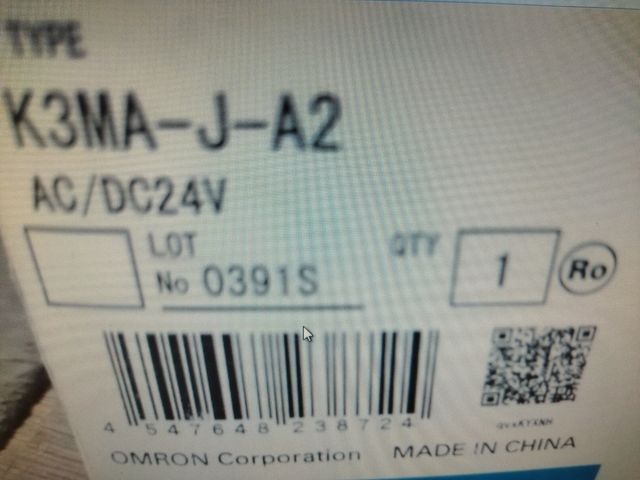 TYPE
K3MA-J-A2
AC/DC24V
LOT
QTY
No 0391S
1
Ro
4 547648 238724
OMRON Corporation
MADE IN CHINA